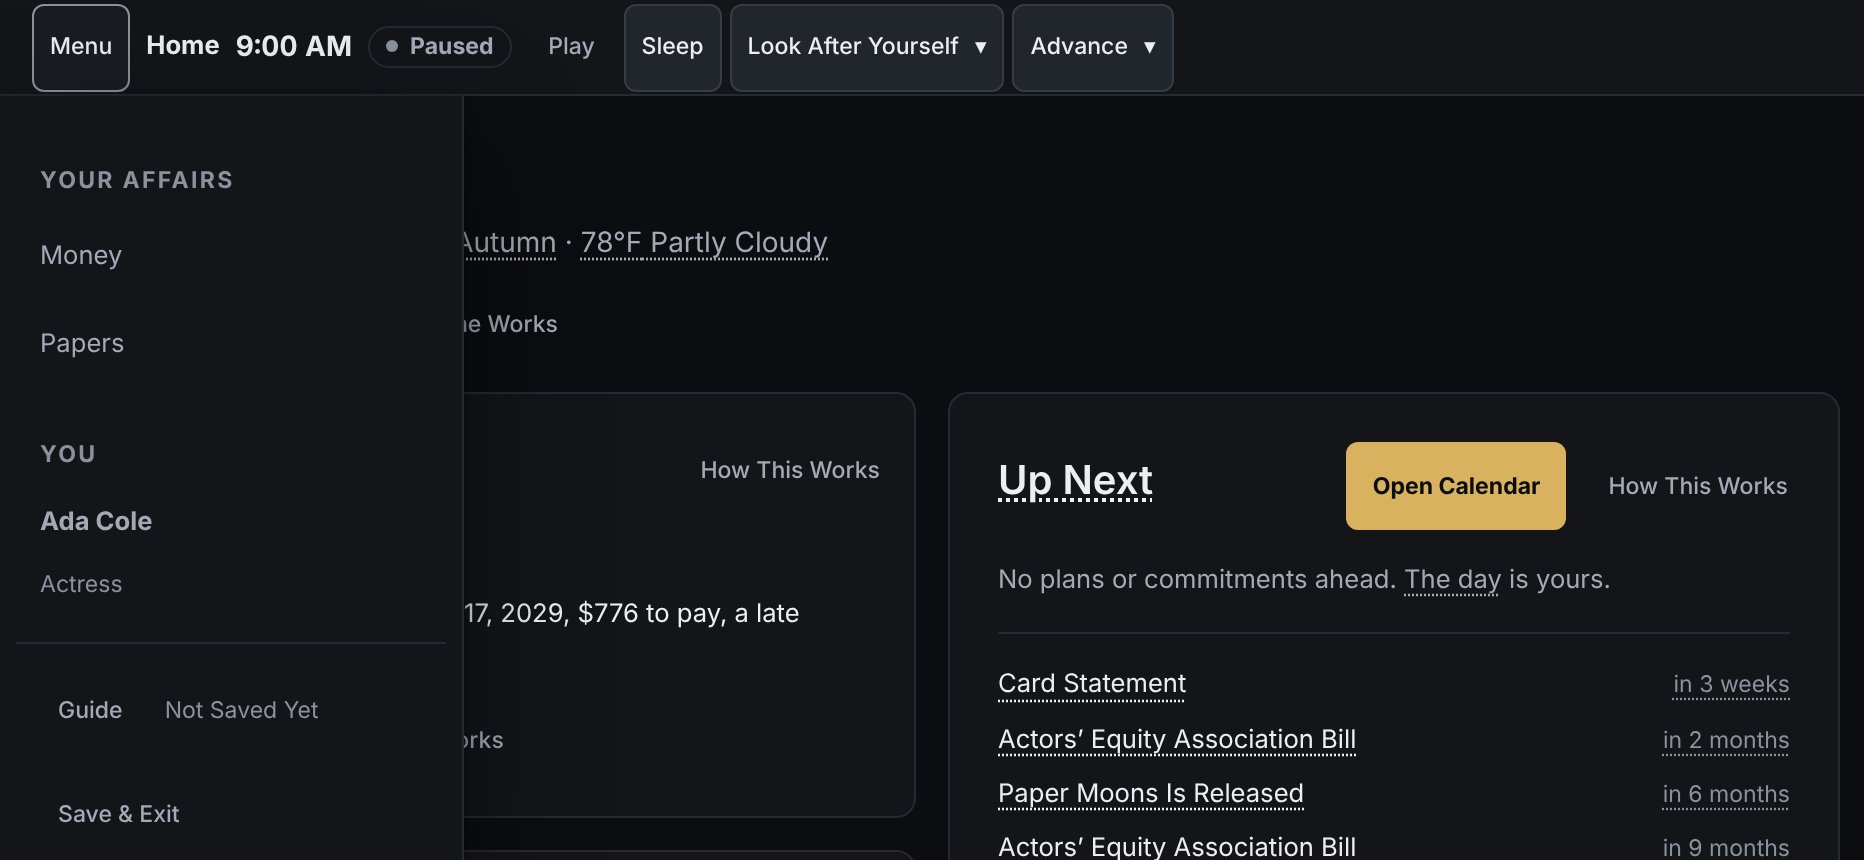 Menu Home 9:00 AM Paused Play Sleep Look After Yourself ▾ Advance ▾
YOUR AFFAIRS
Money
Papers
YOU
Ada Cole
Actress
Guide Not Saved Yet
Save & Exit
Autumn · 78°F Partly Cloudy
Works
How This Works
17, 2029, $776 to pay, a late
Up Next Open Calendar How This Works
No plans or commitments ahead. The day is yours.
Card Statement in 3 weeks
Actors’ Equity Association Bill in 2 months
Paper Moons Is Released in 6 months
Actors’ Equity Association Bill in 9 months